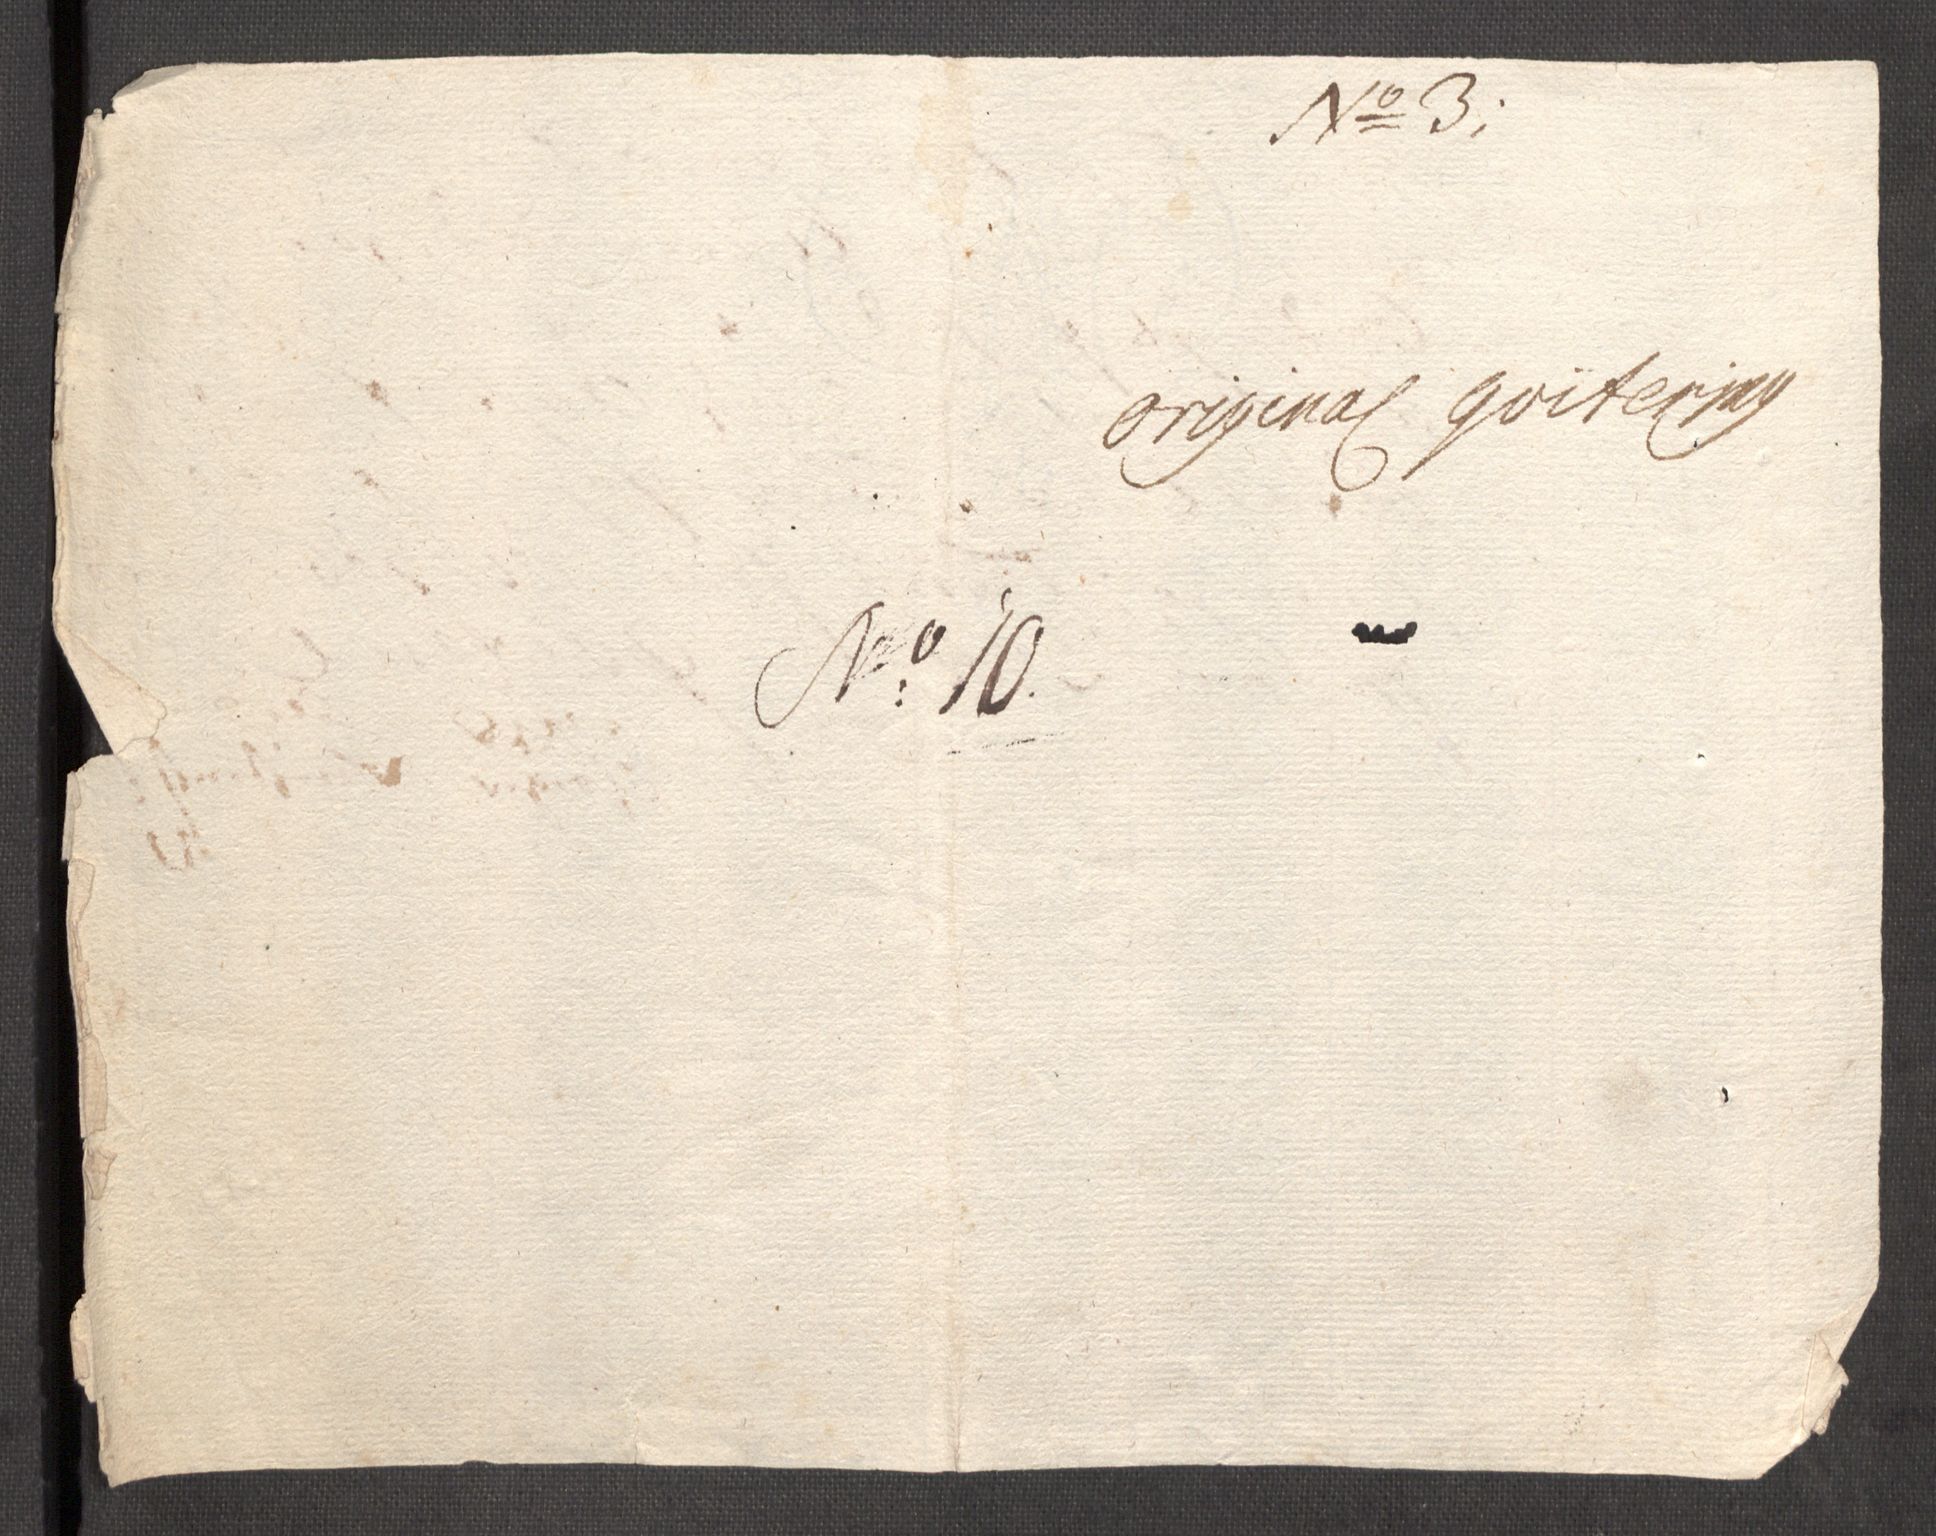 No 3;
original qvitering
No: 10.